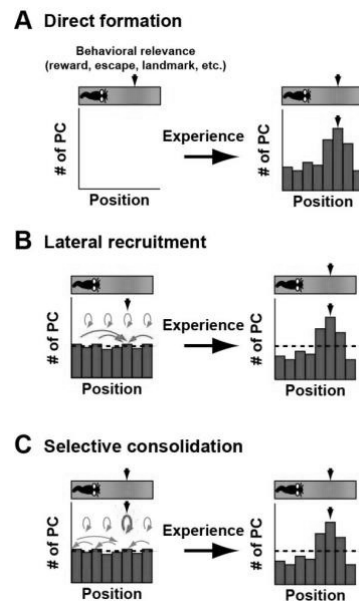 A Direct formation
Behavioral relevance
(reward, escape, landmark, etc.)
# of PC
Position
Experience
# of PC
Position
B Lateral recruitment
# of PC
Position
Experience
# of PC
Position
C Selective consolidation
# of PC
Position
Experience
# of PC
Position